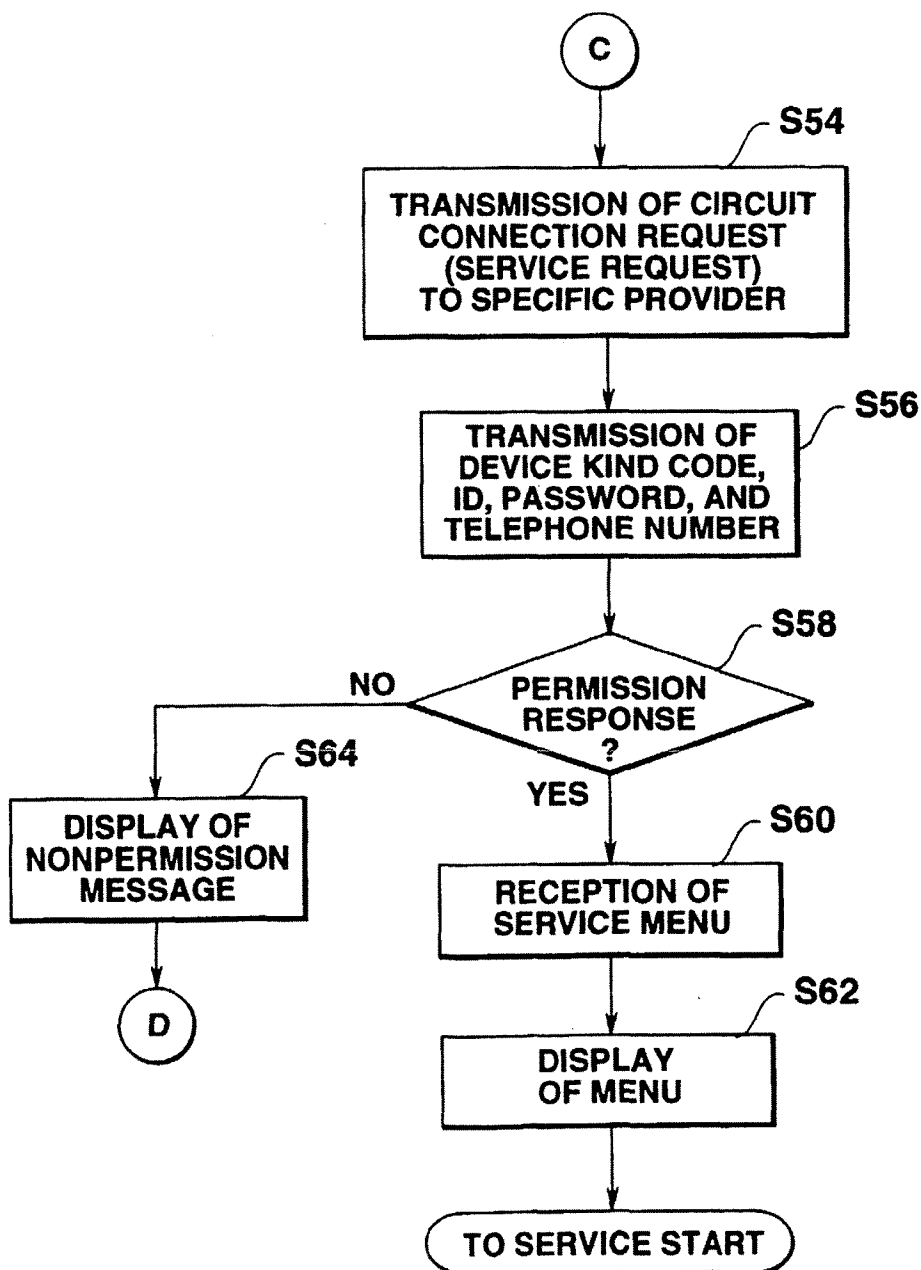 C
S54
TRANSMISSION OF CIRCUIT
CONNECTION REQUEST
(SERVICE REQUEST)
TO SPECIFIC PROVIDER
S56
TRANSMISSION OF
DEVICE KIND CODE,
ID, PASSWORD, AND
TELEPHONE NUMBER
S58
PERMISSION
RESPONSE
?
NO
YES
S64
DISPLAY OF
NONPERMISSION
MESSAGE
D
S60
RECEPTION OF
SERVICE MENU
S62
DISPLAY
OF MENU
TO SERVICE START